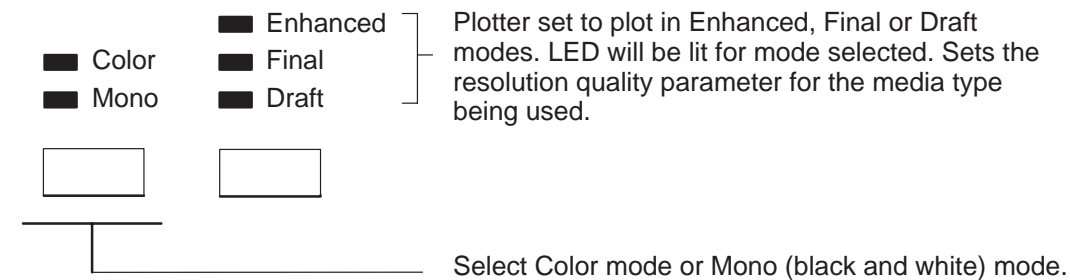 Enhanced
Color Final
Mono Draft
Plotter set to plot in Enhanced, Final or Draft
modes. LED will be lit for mode selected. Sets the
resolution quality parameter for the media type
being used.
Select Color mode or Mono (black and white) mode.